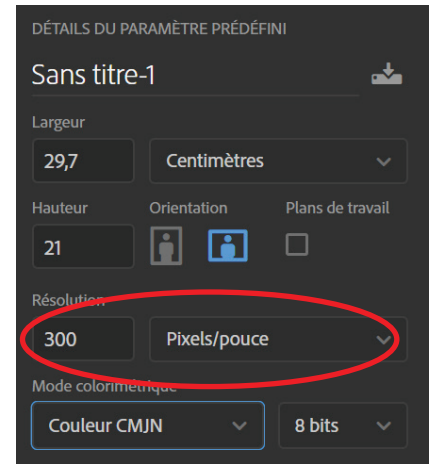 DÉTAILS DU PARAMÈTRE PRÉDÉFINI
Sans titre-1
Largeur
29,7 Centimètres
Hauteur Orientation Plans de travail
21
Résolution
300 Pixels/pouce
Mode colorimétrique
Couleur CMJN 8 bits